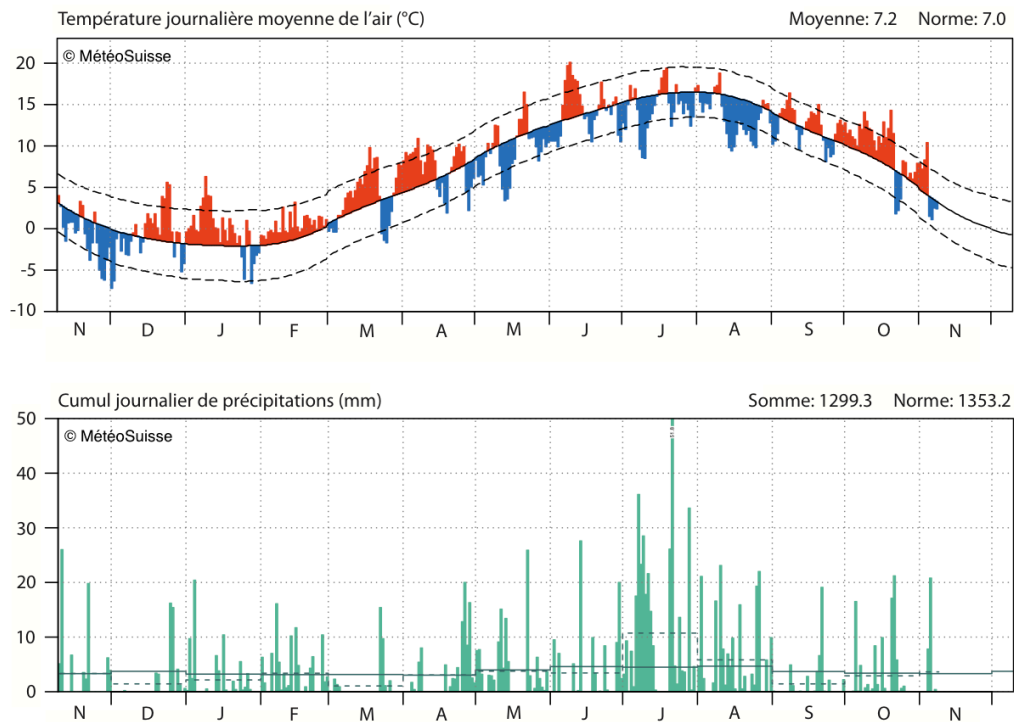 Température journalière moyenne de l’air (°C) Moyenne: 7.2 Norme: 7.0
© MétéoSuisse
20
15
10
5
0
-5
-10
N D J F M A M J J A S O N
Cumul journalier de précipitations (mm) Somme: 1299.3 Norme: 1353.2
50
© MétéoSuisse
40
30
20
10
0
N D J F M A M J J A S O N